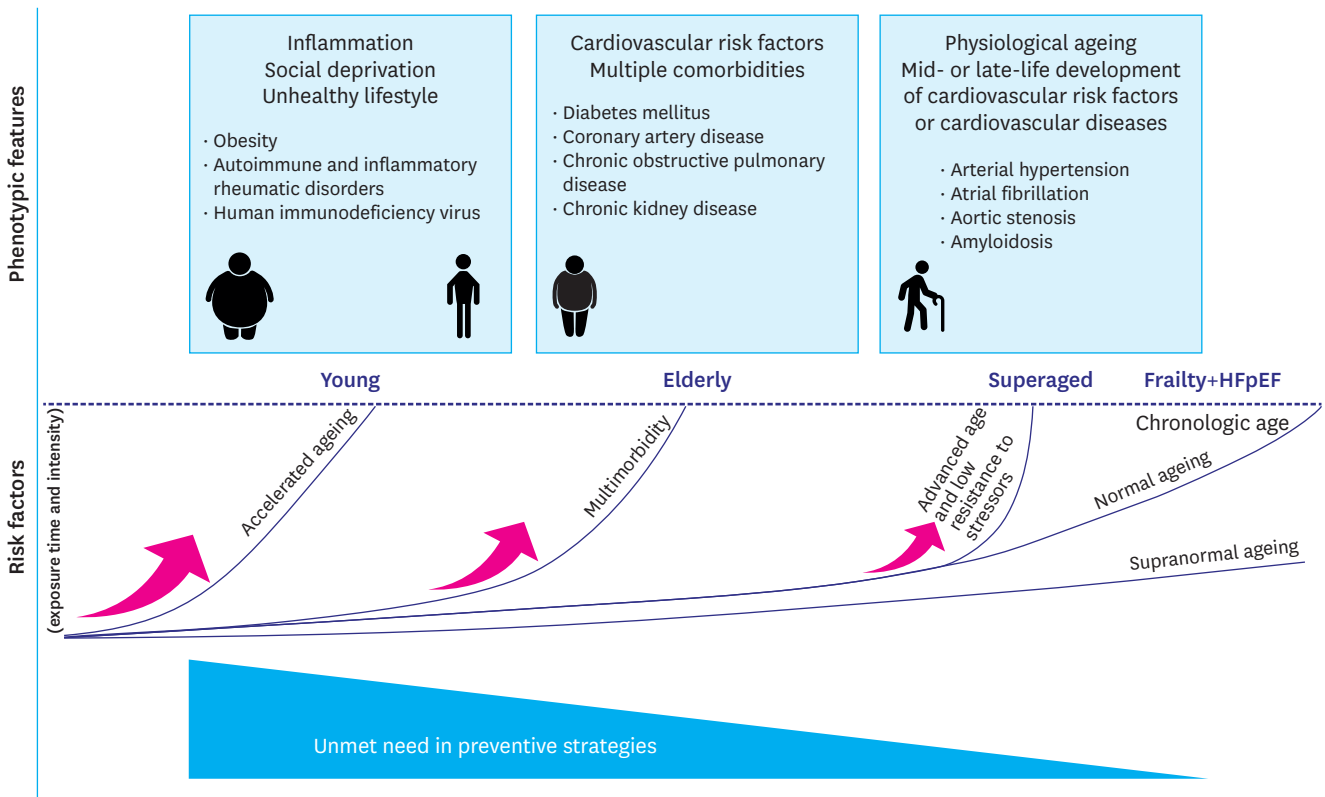 Phenotypic features
Inflammation
Social deprivation
Unhealthy lifestyle
· Obesity
· Autoimmune and inflammatory
rheumatic disorders
· Human immunodeficiency virus
Cardiovascular risk factors
Multiple comorbidities
· Diabetes mellitus
· Coronary artery disease
· Chronic obstructive pulmonary
disease
· Chronic kidney disease
Physiological ageing
Mid- or late-life development
of cardiovascular risk factors
or cardiovascular diseases
· Arterial hypertension
· Atrial fibrillation
· Aortic stenosis
· Amyloidosis
Young
Elderly
Superaged
Frailty+HFpEF
Risk factors
(exposure time and intensity)
Accelerated ageing
Multimorbidity
Advanced age
and low
resistance to
stressors
Chronologic age
Normal ageing
Supranormal ageing
Unmet need in preventive strategies